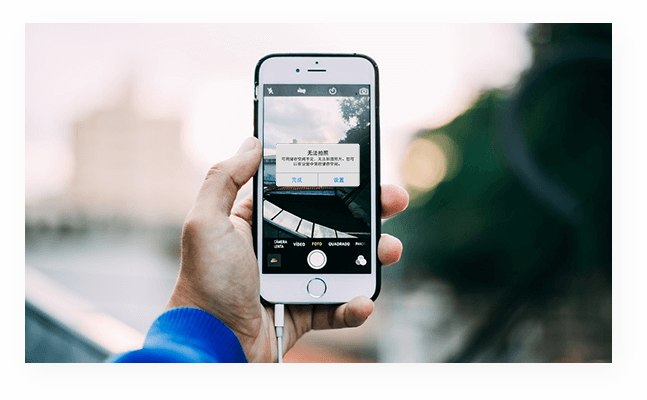 无法拍照
可用储存空间不足，无法拍摄照片。您可
以在设置中管理储存空间。
完成 设置
CÂMERA
LENTA
VÍDEO FOTO QUADRADO